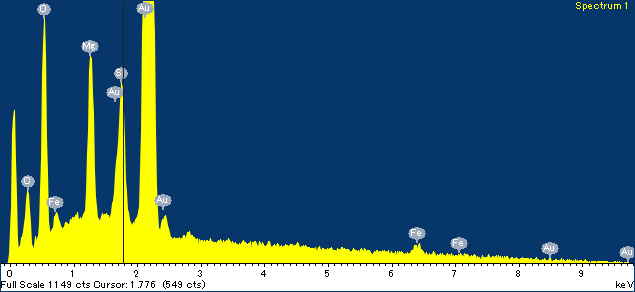 Spectrum 1
O
Au
Mg
S
Au
C
Fe
Au
Fe
Fe
Au
Au
0 1 2 3 4 5 6 7 8 9
Full Scale 1149 cts Cursor: 1.776 (549 cts) keV